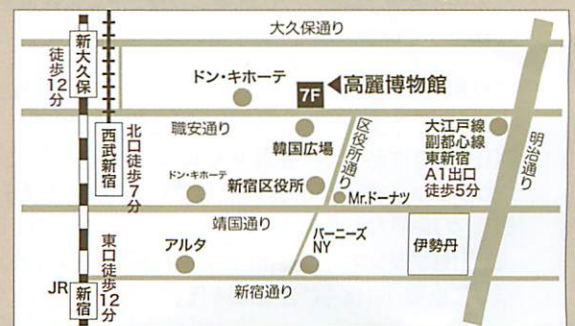 大久保通り
新大久保
徒歩12分
ドン・キホーテ
7F
◀高麗博物館
職安通り
西武新宿
北口徒歩7分
韓国広場
区役所通り
大江戸線
副都心線
東新宿
A1出口
徒歩5分
明治通り
ドン・キホーテ
新宿区役所
Mr.ドーナツ
靖国通り
アルタ
バーニーズ
NY
伊勢丹
東口徒歩12分
JR
新宿
新宿通り